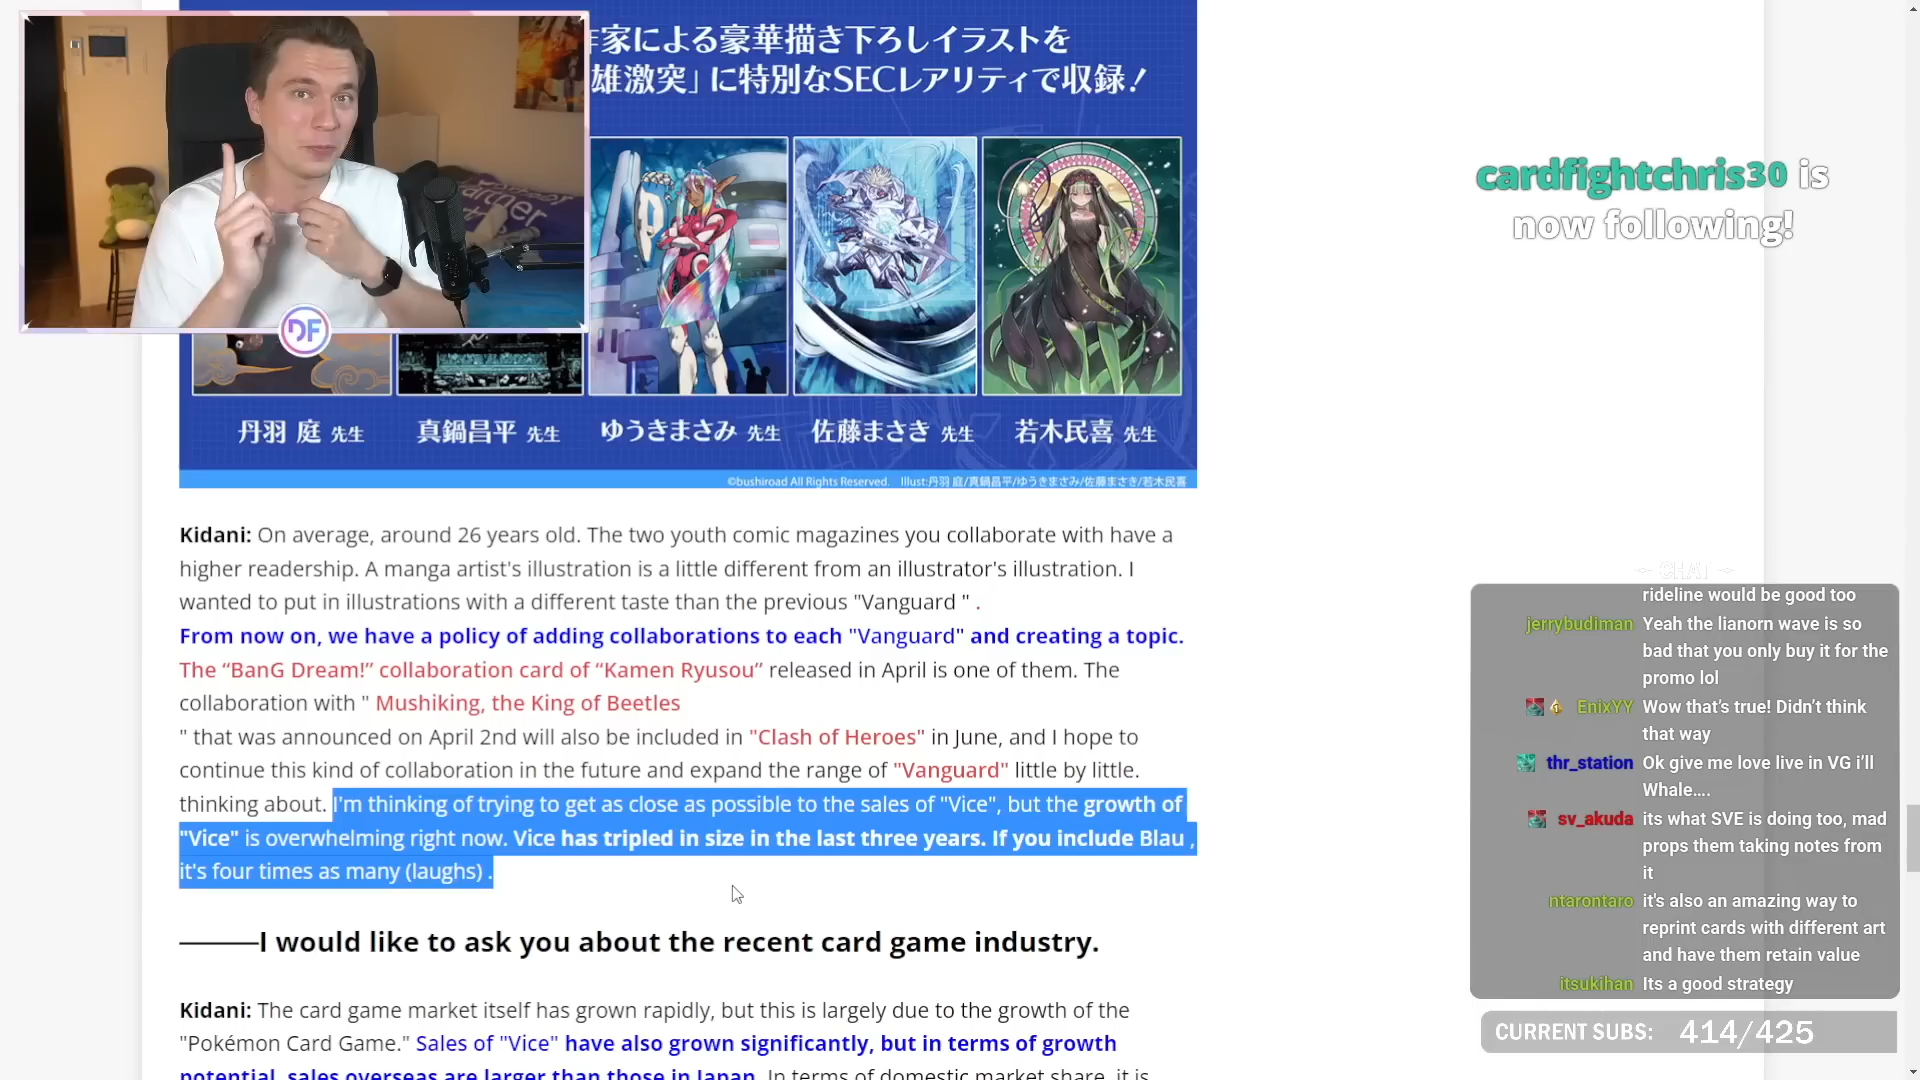 家による豪華描き下ろしイラストを
雄激突」に特別なSECレアリティで収録!
DF
丹羽 庭 先生
真鍋昌平 先生
ゆうきまさみ 先生
佐藤まさき 先生
若木民喜 先生
©bushiroad All Rights Reserved. Illust:丹羽 庭/真鍋昌平/ゆうきまさみ/佐藤まさき/若木民喜
Kidani: On average, around 26 years old. The two youth comic magazines you collaborate with have a
higher readership. A manga artist's illustration is a little different from an illustrator's illustration. I
wanted to put in illustrations with a different taste than the previous "Vanguard " .
From now on, we have a policy of adding collaborations to each "Vanguard" and creating a topic.
The “BanG Dream!” collaboration card of “Kamen Ryusou” released in April is one of them. The
collaboration with " Mushiking, the King of Beetles
" that was announced on April 2nd will also be included in "Clash of Heroes" in June, and I hope to
continue this kind of collaboration in the future and expand the range of "Vanguard" little by little.
thinking about. I'm thinking of trying to get as close as possible to the sales of "Vice", but the growth of
"Vice" is overwhelming right now. Vice has tripled in size in the last three years. If you include Blau ,
it's four times as many (laughs) .
———I would like to ask you about the recent card game industry.
Kidani: The card game market itself has grown rapidly, but this is largely due to the growth of the
"Pokémon Card Game." Sales of "Vice" have also grown significantly, but in terms of growth
potential, sales overseas are larger than those in Japan. In terms of domestic market share, it is
cardfightchris30 is
now following!
CHAT
rideline would be good too
jerrybudiman Yeah the lianorn wave is so
bad that you only buy it for the
promo lol
EnixYY Wow that’s true! Didn’t think
that way
thr_station Ok give me love live in VG i’ll
Whale....
sv_akuda its what SVE is doing too, mad
props them taking notes from
it
ntarontaro it's also an amazing way to
reprint cards with different art
and have them retain value
itsukihan Its a good strategy
CURRENT SUBS: 414/425